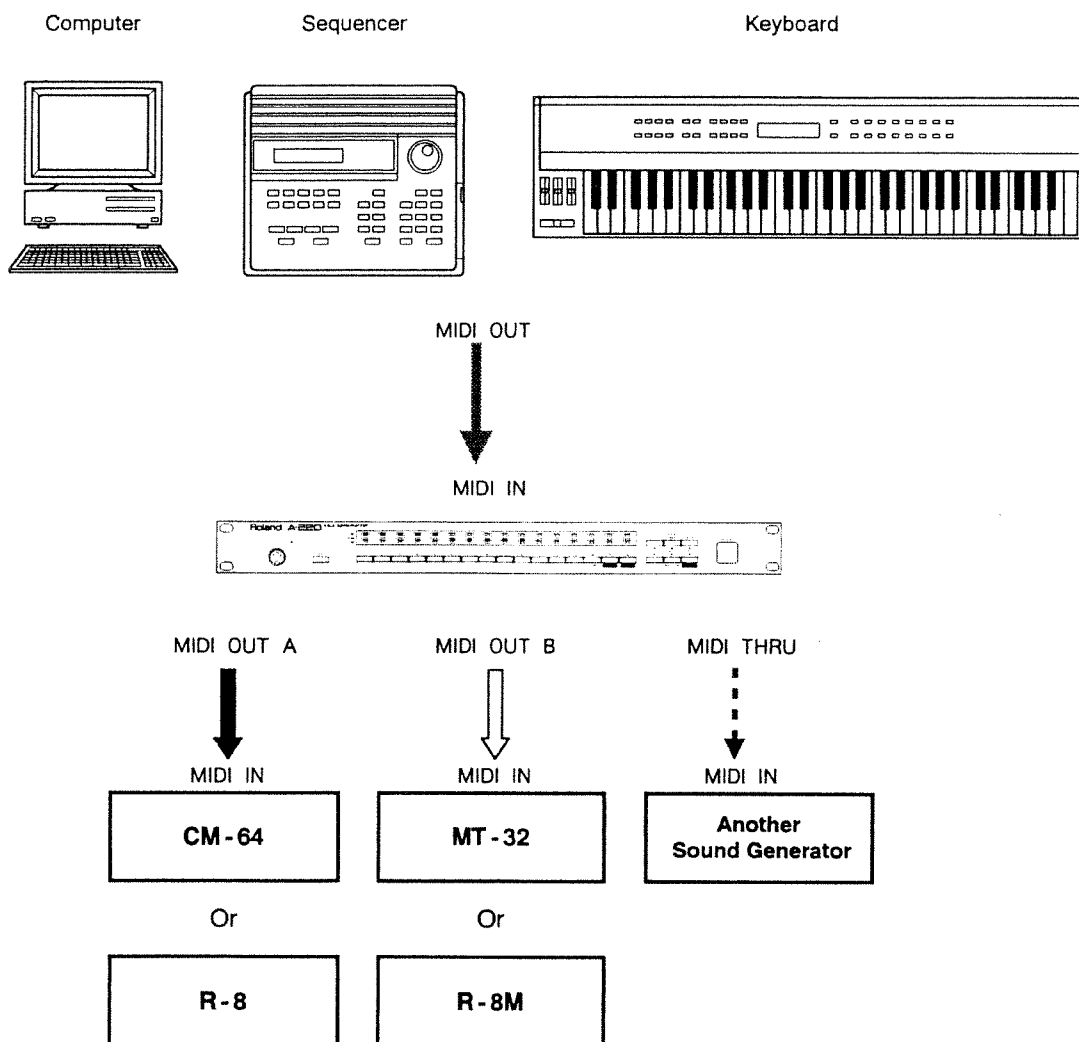 Computer Sequencer Keyboard
MIDI OUT
MIDI IN
Roland A-220
MIDI OUT A MIDI OUT B MIDI THRU
MIDI IN MIDI IN MIDI IN
CM-64 MT-32 Another
Sound Generator
Or Or
R-8 R-8M